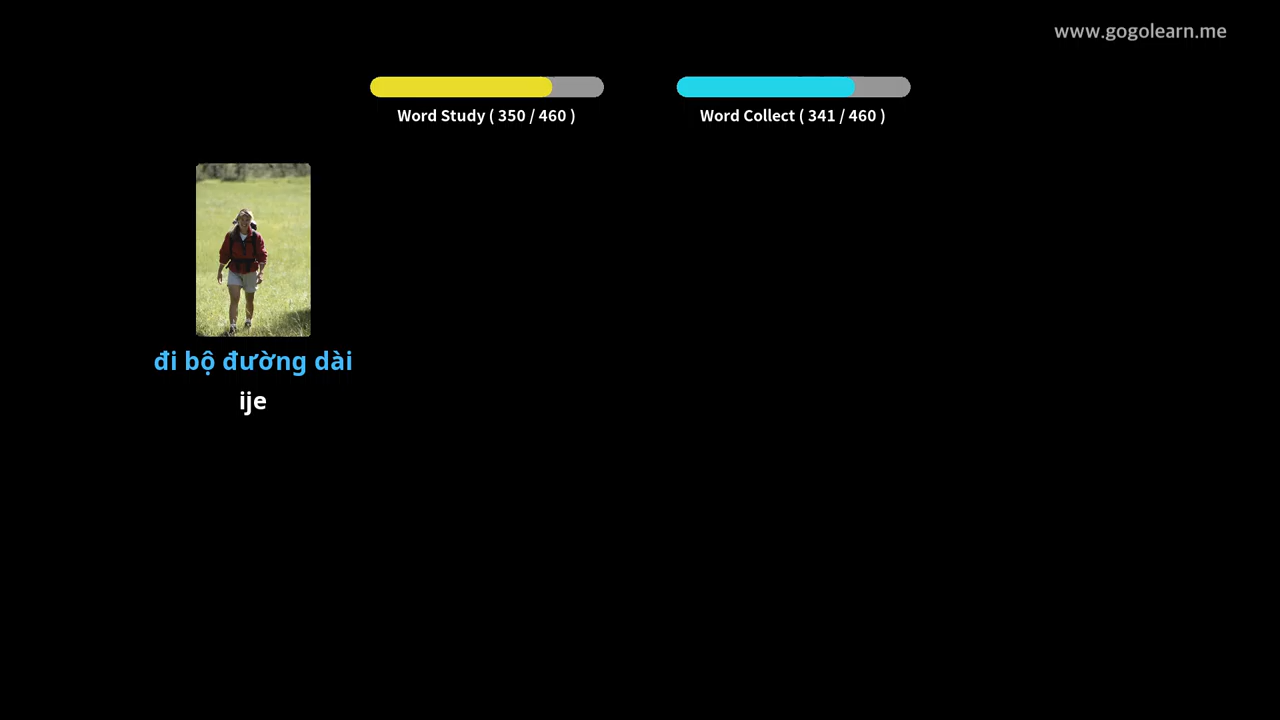 www.gogolearn.me
Word Study ( 350 / 460 )
Word Collect ( 341 / 460 )
đi bộ đường dài
ije